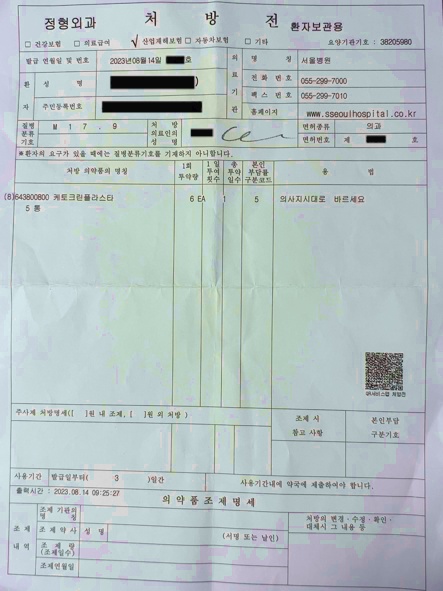 정형외과 처 방 전 환자보관용
□ 건강보험 □ 의료급여 √ 산업재해보험 □ 자동차보험 □ 기타 요양기관기호 : 38205980
발급 연월일 및 번호 2023년08월14일 호
의료기관 명 칭 서울병원
환자 성 명 )
전화 번호 055-299-7000
팩스 번호 055-299-7010
주민등록번호
홈페이지 www.sseoulhospital.co.kr
질병분류기호 M 1 7 . 9
처 방 의료인의 성명
면허종류 의과
면허번호 제 호
※환자의 요구가 있을 때에는 질병분류기호를 기재하지 아니합니다.
처방 의약품의 명칭 1회 투약량 1일 투여 횟수 총 투약 일수 본인 부담률 구분코드 용 법
(B)643800800 케토크린플라스타 6 EA 1 5 의사지시대로 바르세요
5 통
QR서비스밥 처방전
주사제 처방명세([ ]원 내 조제, [ ]원 외 처방 )
조제 시 참고 사항
본인부담 구분기호
사용기간 발급일부터( 3 )일간 사용기간내에 약국에 제출하여야 합니다.
출력시간 : 2023.08.14 09:25:27
의 약 품 조 제 명 세
조제 내역
조제 기관의 명 칭
처방의 변경·수정·확인·대체시 그 내용 등
조제 약사 성 명 (서명 또는 날인)
조 제 량 (조제일수)
조제연월일